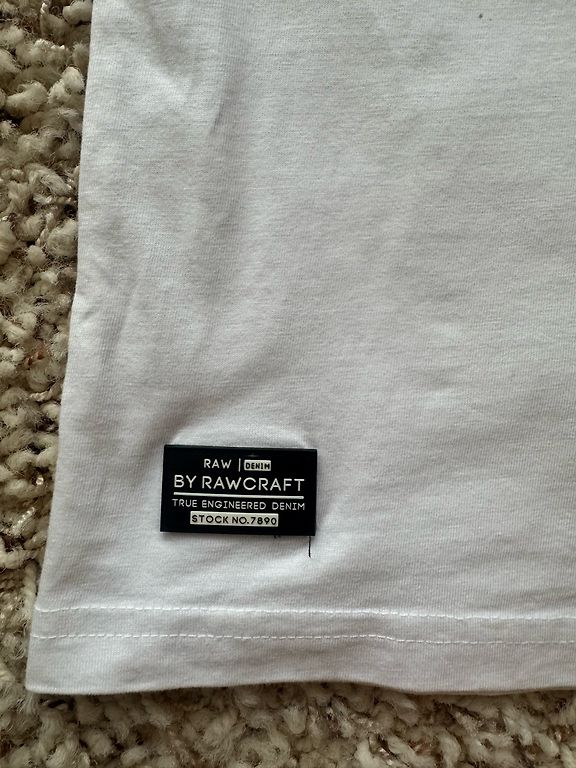 RAW | DENIM
BY RAWCRAFT
TRUE ENGINEERED DENIM
STOCK NO.7890